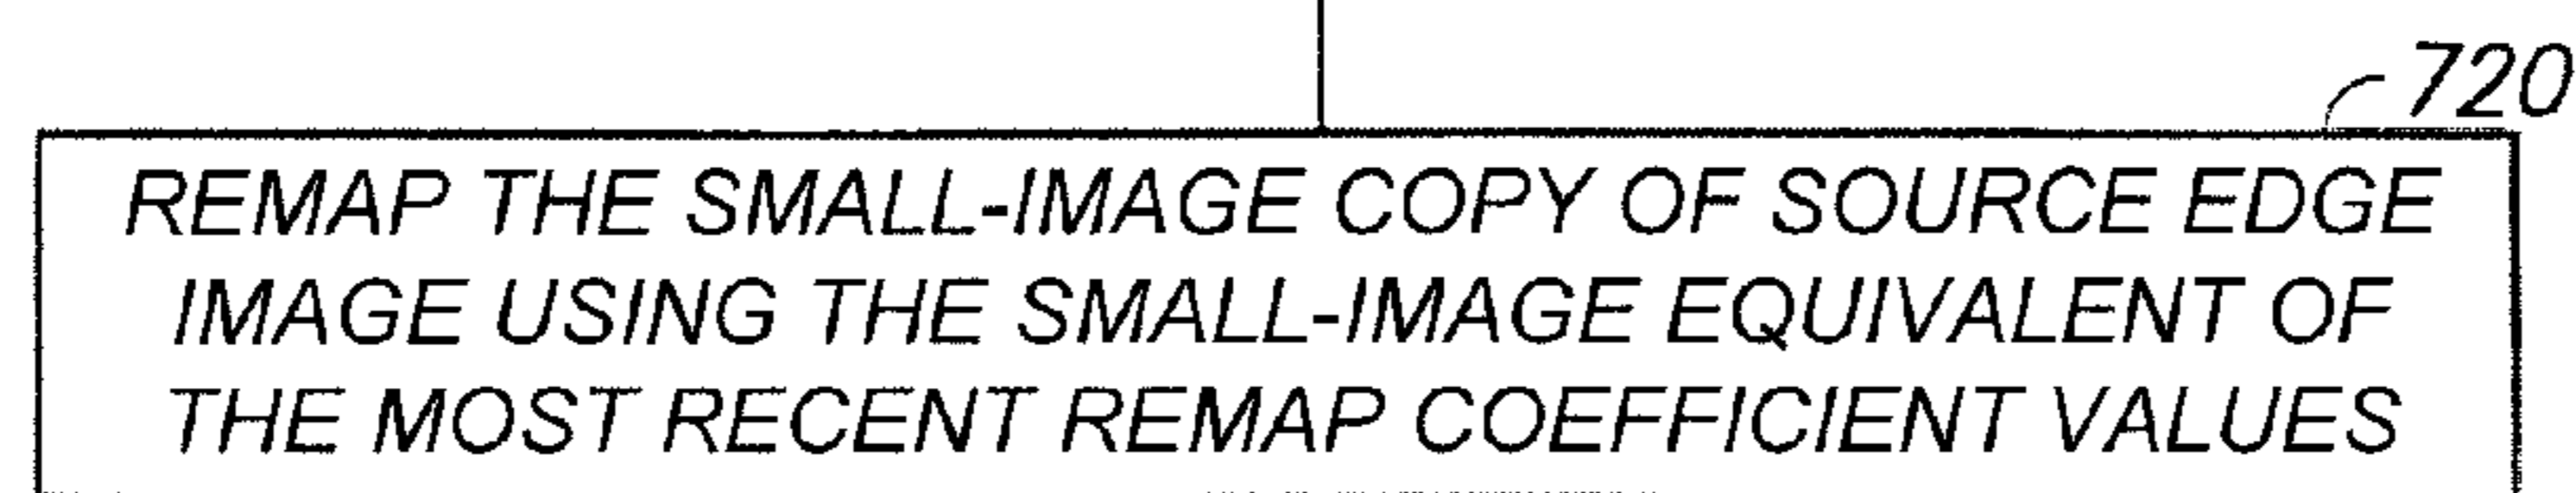 720
REMAP THE SMALL-IMAGE COPY OF SOURCE EDGE
IMAGE USING THE SMALL-IMAGE EQUIVALENT OF
THE MOST RECENT REMAP COEFFICIENT VALUES